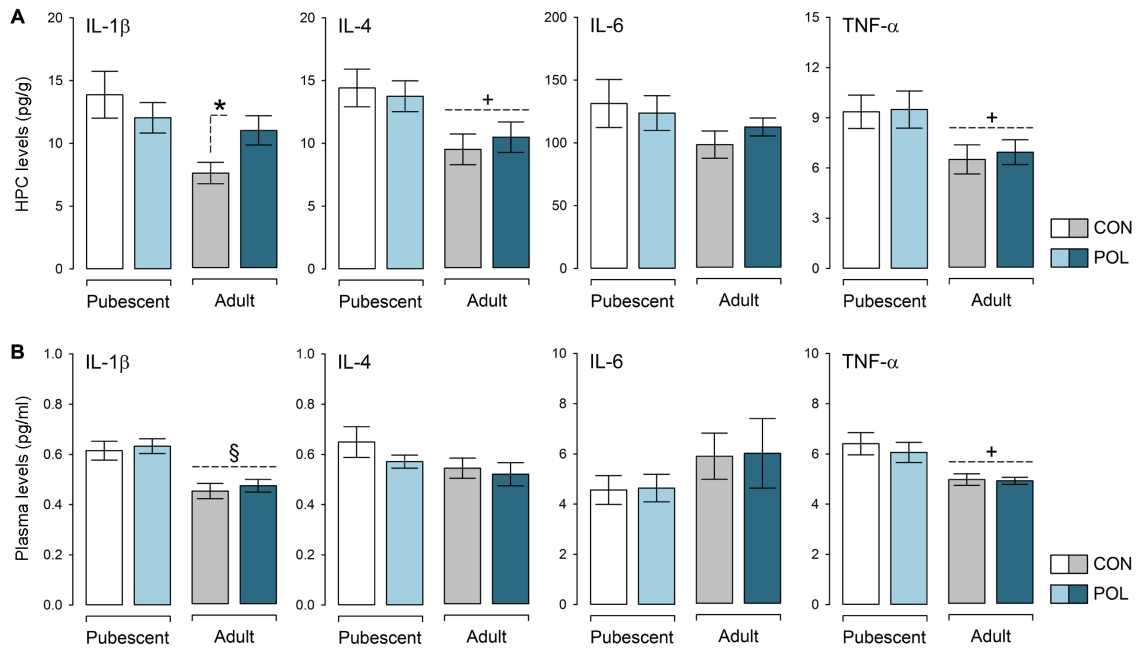 A
IL-1β
IL-4
IL-6
TNF-α
HPC levels (pg/g)
20
15
10
5
0
*
20
15
10
5
0
+
200
150
100
50
0
15
12
9
6
3
0
+
CON
POL
Pubescent Adult
Pubescent Adult
Pubescent Adult
Pubescent Adult
B
IL-1β
IL-4
IL-6
TNF-α
Plasma levels (pg/ml)
1.0
0.8
0.6
0.4
0.2
0.0
§
1.0
0.8
0.6
0.4
0.2
0.0
10
8
6
4
2
0
10
8
6
4
2
0
+
CON
POL
Pubescent Adult
Pubescent Adult
Pubescent Adult
Pubescent Adult